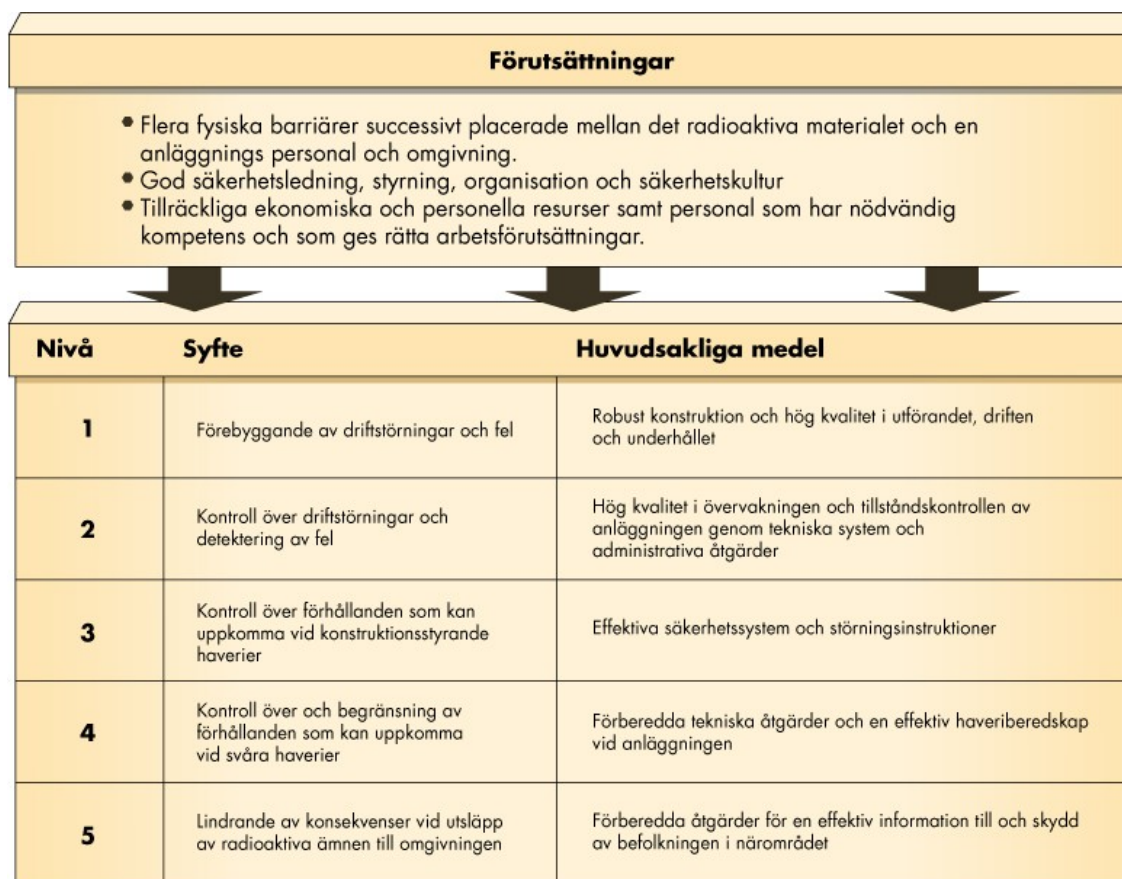 Förutsättningar
• Flera fysiska barriärer successivt placerade mellan det radioaktiva materialet och en
anläggnings personal och omgivning.
• God säkerhetsledning, styrning, organisation och säkerhetskultur
• Tillräckliga ekonomiska och personella resurser samt personal som har nödvändig
kompetens och som ges rätta arbetsförutsättningar.
Nivå Syfte Huvudsakliga medel
1
Förebyggande av driftstörningar och fel
Robust konstruktion och hög kvalitet i utförandet, driften
och underhållet
2
Kontroll över driftstörningar och
detektering av fel
Hög kvalitet i övervakningen och tillståndskontrollen av
anläggningen genom tekniska system och
administrativa åtgärder
3
Kontroll över förhållanden som kan
uppkomma vid konstruktionsstyrande
haverier
Effektiva säkerhetssystem och störningsinstruktioner
4
Kontroll över och begränsning av
förhållanden som kan uppkomma
vid svåra haverier
Förberedda tekniska åtgärder och en effektiv haveriberedskap
vid anläggningen
5
Lindrande av konsekvenser vid utsläpp
av radioaktiva ämnen till omgivningen
Förberedda åtgärder för en effektiv information till och skydd
av befolkningen i närområdet